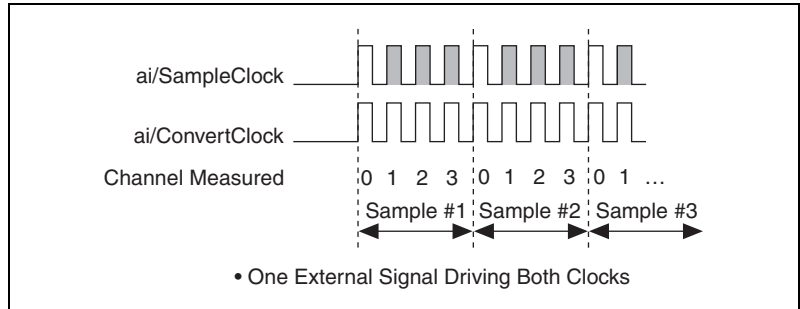 ai/SampleClock
ai/ConvertClock
Channel Measured 0 1 2 3 0 1 2 3 0 1 …
Sample #1 Sample #2 Sample #3
• One External Signal Driving Both Clocks